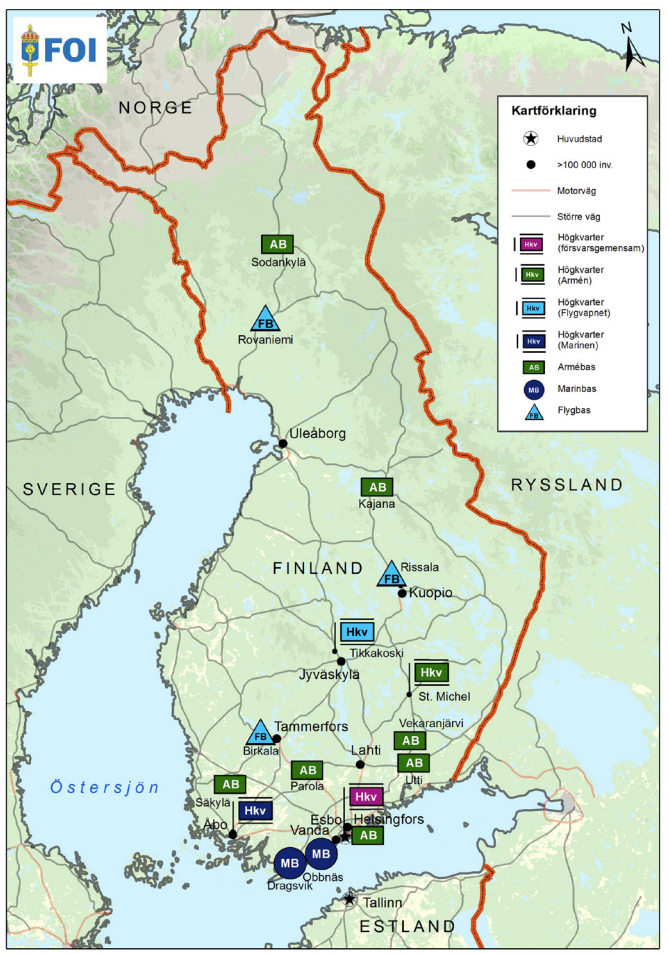 FOI
N
NORGE
Kartförklaring
Huvudstad
>100 000 inv.
Motorväg
Större väg
Hkv
Högkvarter
(försvarsgemensam)
Hkv
Högkvarter
(Armén)
Hkv
Högkvarter
(Flygvapnet)
Hkv
Högkvarter
(Marinen)
AB
Armébas
MB
Marinbas
FB
Flygbas
AB
Sodankylä
FB
Rovaniemi
Uleåborg
SVERIGE
AB
Kajana
RYSSLAND
FINLAND
Rissala
FB
Kuopio
Hkv
Tikkakoski
Jyväskylä
Hkv
St. Michel
Vekaranjärvi
AB
Tammerfors
FB
Birkala
Lahti
AB
Utti
AB
Parola
Östersjön
AB
Säkylä
Hkv
Åbo
Hkv
Esbo
Helsingfors
Vanda
AB
MB
Obbnäs
MB
Dragsvik
Tallinn
ESTLAND